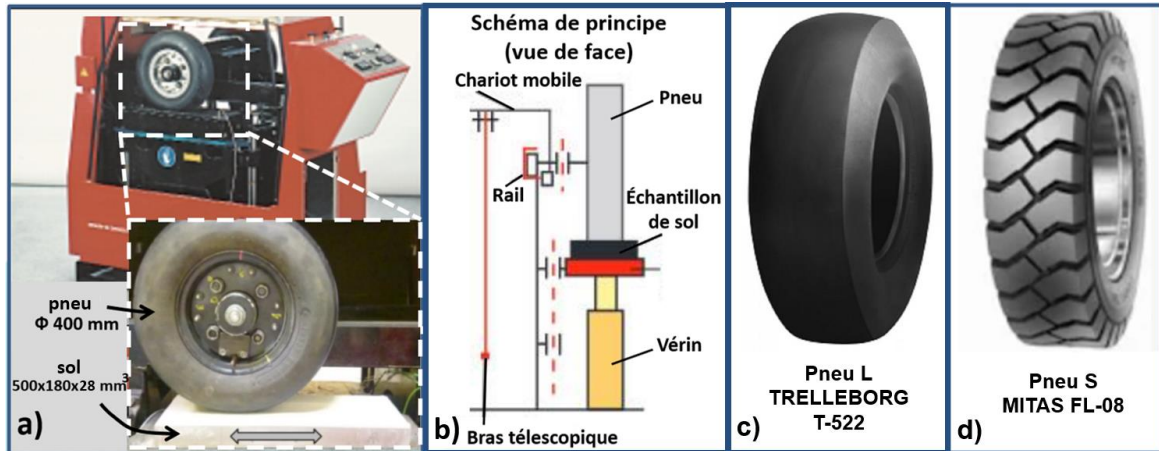 pneu
Φ 400 mm
sol
500x180x28 mm³
a)
Schéma de principe
(vue de face)
Chariot mobile
Pneu
Rail
Échantillon
de sol
Vérin
Bras télescopique
b)
Pneu L
TRELLEBORG
T-522
c)
Pneu S
MITAS FL-08
d)